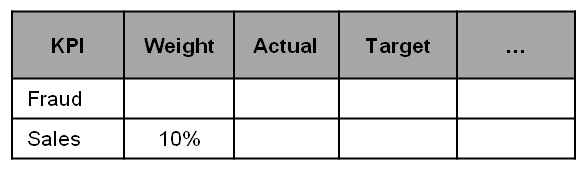 KPI Weight Actual Target ...
Fraud
Sales 10%